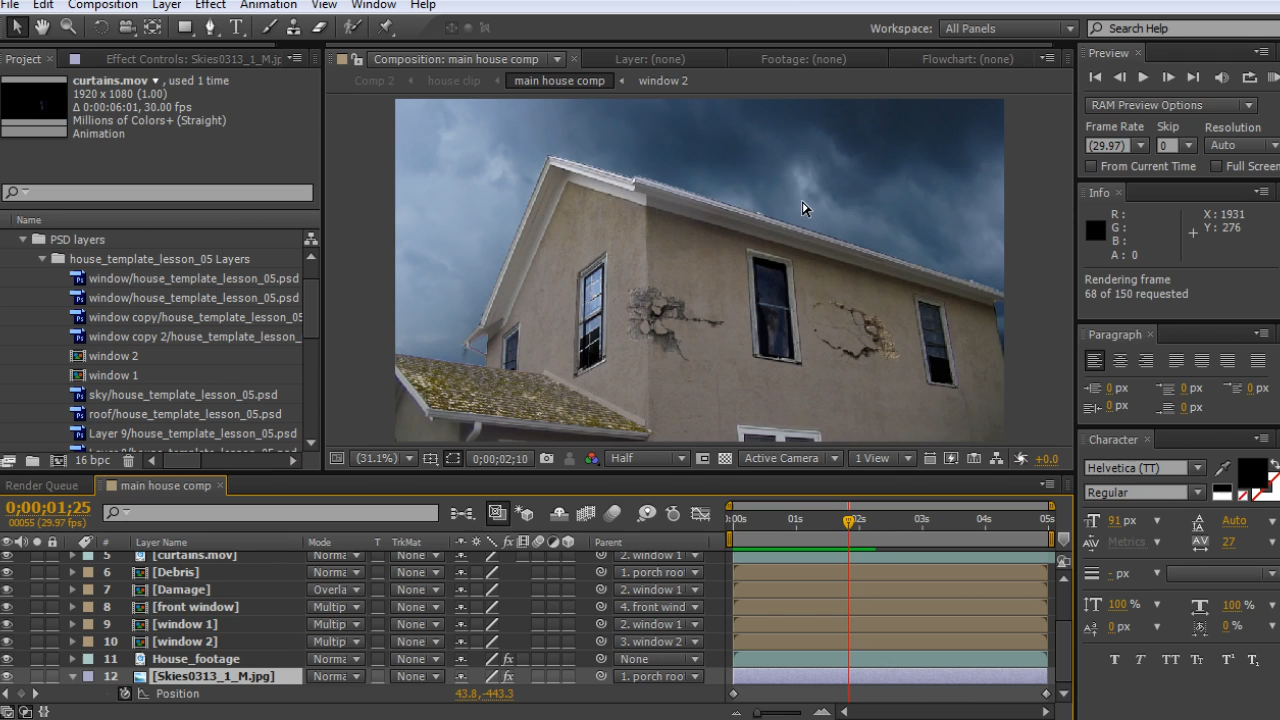 File Edit Composition Layer Effect Animation View Window Help
Workspace: All Panels Search Help
Project × Effect Controls: Skies0313_1_M.jp
Composition: main house comp × Layer: (none) Footage: (none) Flowchart: (none)
Preview ×
curtains.mov , used 1 time
1920 x 1080 (1.00)
Δ 0:00:06:01, 30.00 fps
Millions of Colors+ (Straight)
Animation
Comp 2 house clip main house comp window 2
RAM Preview Options
Frame Rate Skip Resolution
(29.97) 0 Auto
From Current Time Full Screen
Info ×
R : X : 1931
G : Y : 276
B :
A : 0
Rendering frame
68 of 150 requested
Name
PSD layers
house_template_lesson_05 Layers
window/house_template_lesson_05.psd
window/house_template_lesson_05.psd
window copy/house_template_lesson_05
window copy 2/house_template_lesson_
window 2
window 1
sky/house_template_lesson_05.psd
roof/house_template_lesson_05.psd
Layer 9/house_template_lesson_05.psd
16 bpc
(31.1%) 0;00;02;10 Half Active Camera 1 View +0.0
Paragraph ×
0 px 0 px 0 px
0 px 0 px
Character ×
Helvetica (TT)
Regular
91 px Auto
Metrics 27
- px
100 % 100 %
0 px 0 %
T T TT Tt T¹ T₁
Render Queue main house comp ×
0;00;01;25
00055 (29.97 fps)
:00s 01s 02s 03s 04s 05s
# Layer Name Mode T TrkMat Parent
5 [curtains.mov] Norma None 2. window 1
6 [Debris] Norma None 1. porch roo
7 [Damage] Overla None 2. window 1
8 [front window] Multip None 4. front wind
9 [window 1] Multip None 2. window 1
10 [window 2] Multip None 3. window 2
11 House_footage Norma None None
12 [Skies0313_1_M.jpg] Norma None 1. porch roo
Position 43.8,-443.3